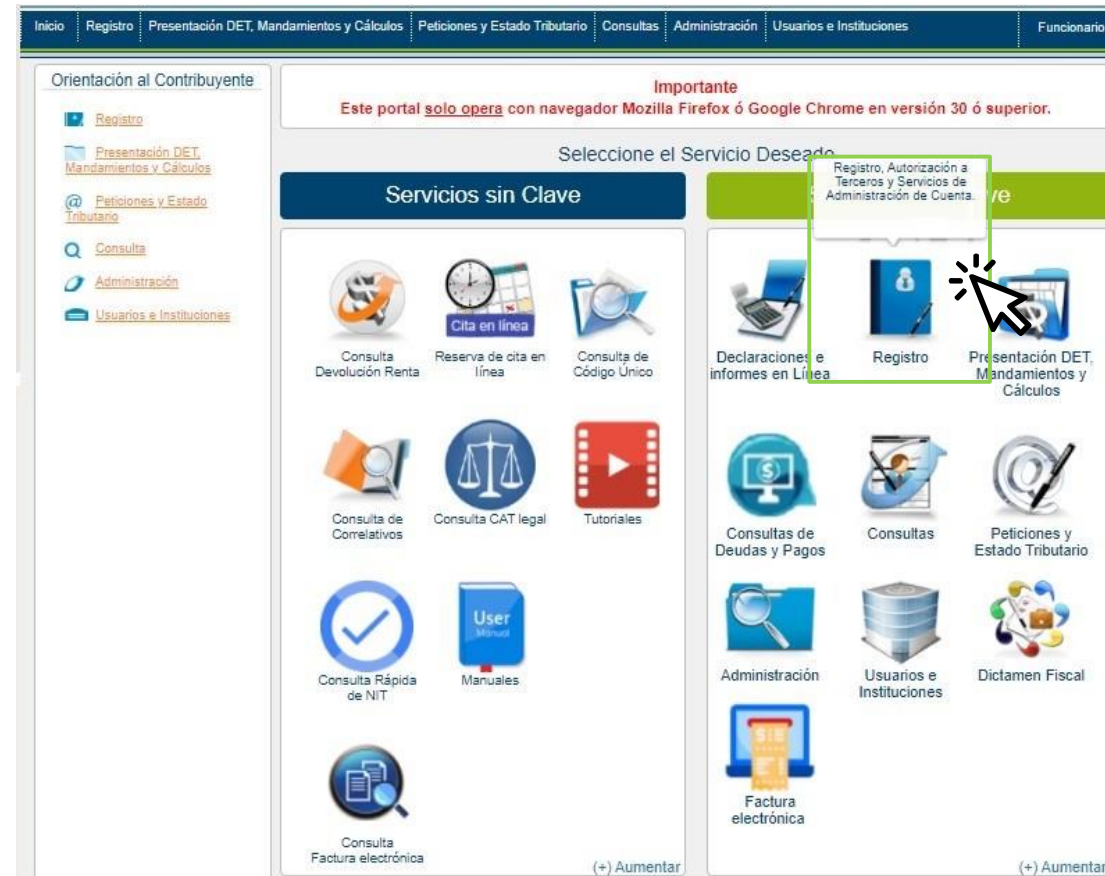 Inicio Registro Presentación DET, Mandamientos y Cálculos Peticiones y Estado Tributario Consultas Administración Usuarios e Instituciones Funcionario
Orientación al Contribuyente
Registro
Presentación DET,
Mandamientos y Cálculos
Peticiones y Estado
Tributario
Consulta
Administración
Usuarios e Instituciones
Importante
Este portal solo opera con navegador Mozilla Firefox ó Google Chrome en versión 30 ó superior.
Seleccione el Servicio Deseado
Servicios sin Clave
Cita en línea
Consulta
Devolución Renta
Reserva de cita en
línea
Consulta de
Código Único
Consulta de
Correlativos
Consulta CAT legal
Tutoriales
User
Manual
Consulta Rápida
de NIT
Manuales
Consulta
Factura electrónica
(+) Aumentar
Registro, Autorización a
Terceros y Servicios de
Administración de Cuenta.
Declaraciones e
informes en Línea
Registro
Presentación DET,
Mandamientos y
Cálculos
Consultas de
Deudas y Pagos
Consultas
Peticiones y
Estado Tributario
Administración
Usuarios e
Instituciones
Dictamen Fiscal
Factura
electrónica
(+) Aumentar